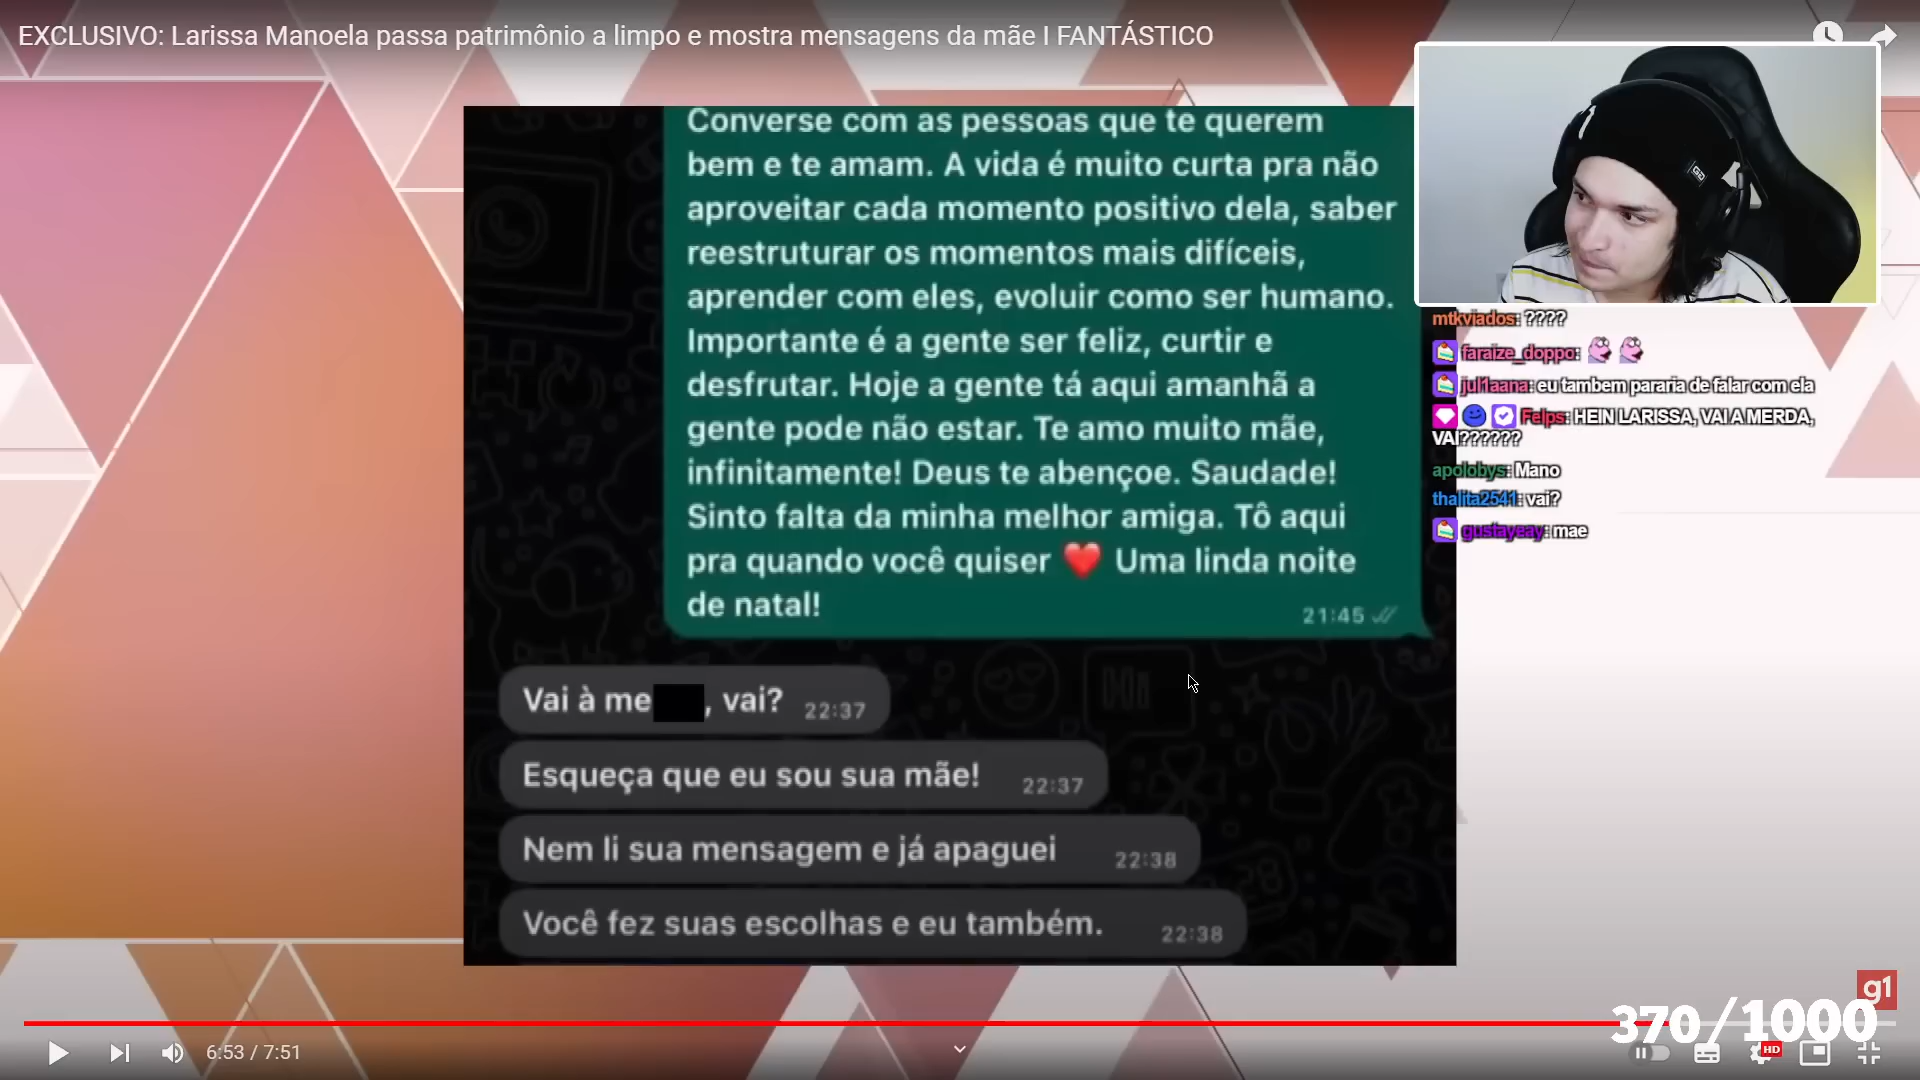 EXCLUSIVO: Larissa Manoela passa patrimônio a limpo e mostra mensagens da mãe I FANTÁSTICO
Converse com as pessoas que te querem
bem e te amam. A vida é muito curta pra não
aproveitar cada momento positivo dela, saber
reestruturar os momentos mais difíceis,
aprender com eles, evoluir como ser humano.
Importante é a gente ser feliz, curtir e
desfrutar. Hoje a gente tá aqui amanhã a
gente pode não estar. Te amo muito mãe,
infinitamente! Deus te abençoe. Saudade!
Sinto falta da minha melhor amiga. Tô aqui
pra quando você quiser ❤️ Uma linda noite
de natal!
21:45
Vai à me , vai? 22:37
Esqueça que eu sou sua mãe! 22:37
Nem li sua mensagem e já apaguei 22:38
Você fez suas escolhas e eu também. 22:38
mtkviados: ????
faraize_doppo:
jul1aana: eu tambem pararia de falar com ela
Felps: HEIN LARISSA, VAI A MERDA,
VAI??????
apolobys: Mano
thalita2541: vai?
gustayeay: mae
g1
370/1000
6:53 / 7:51
HD